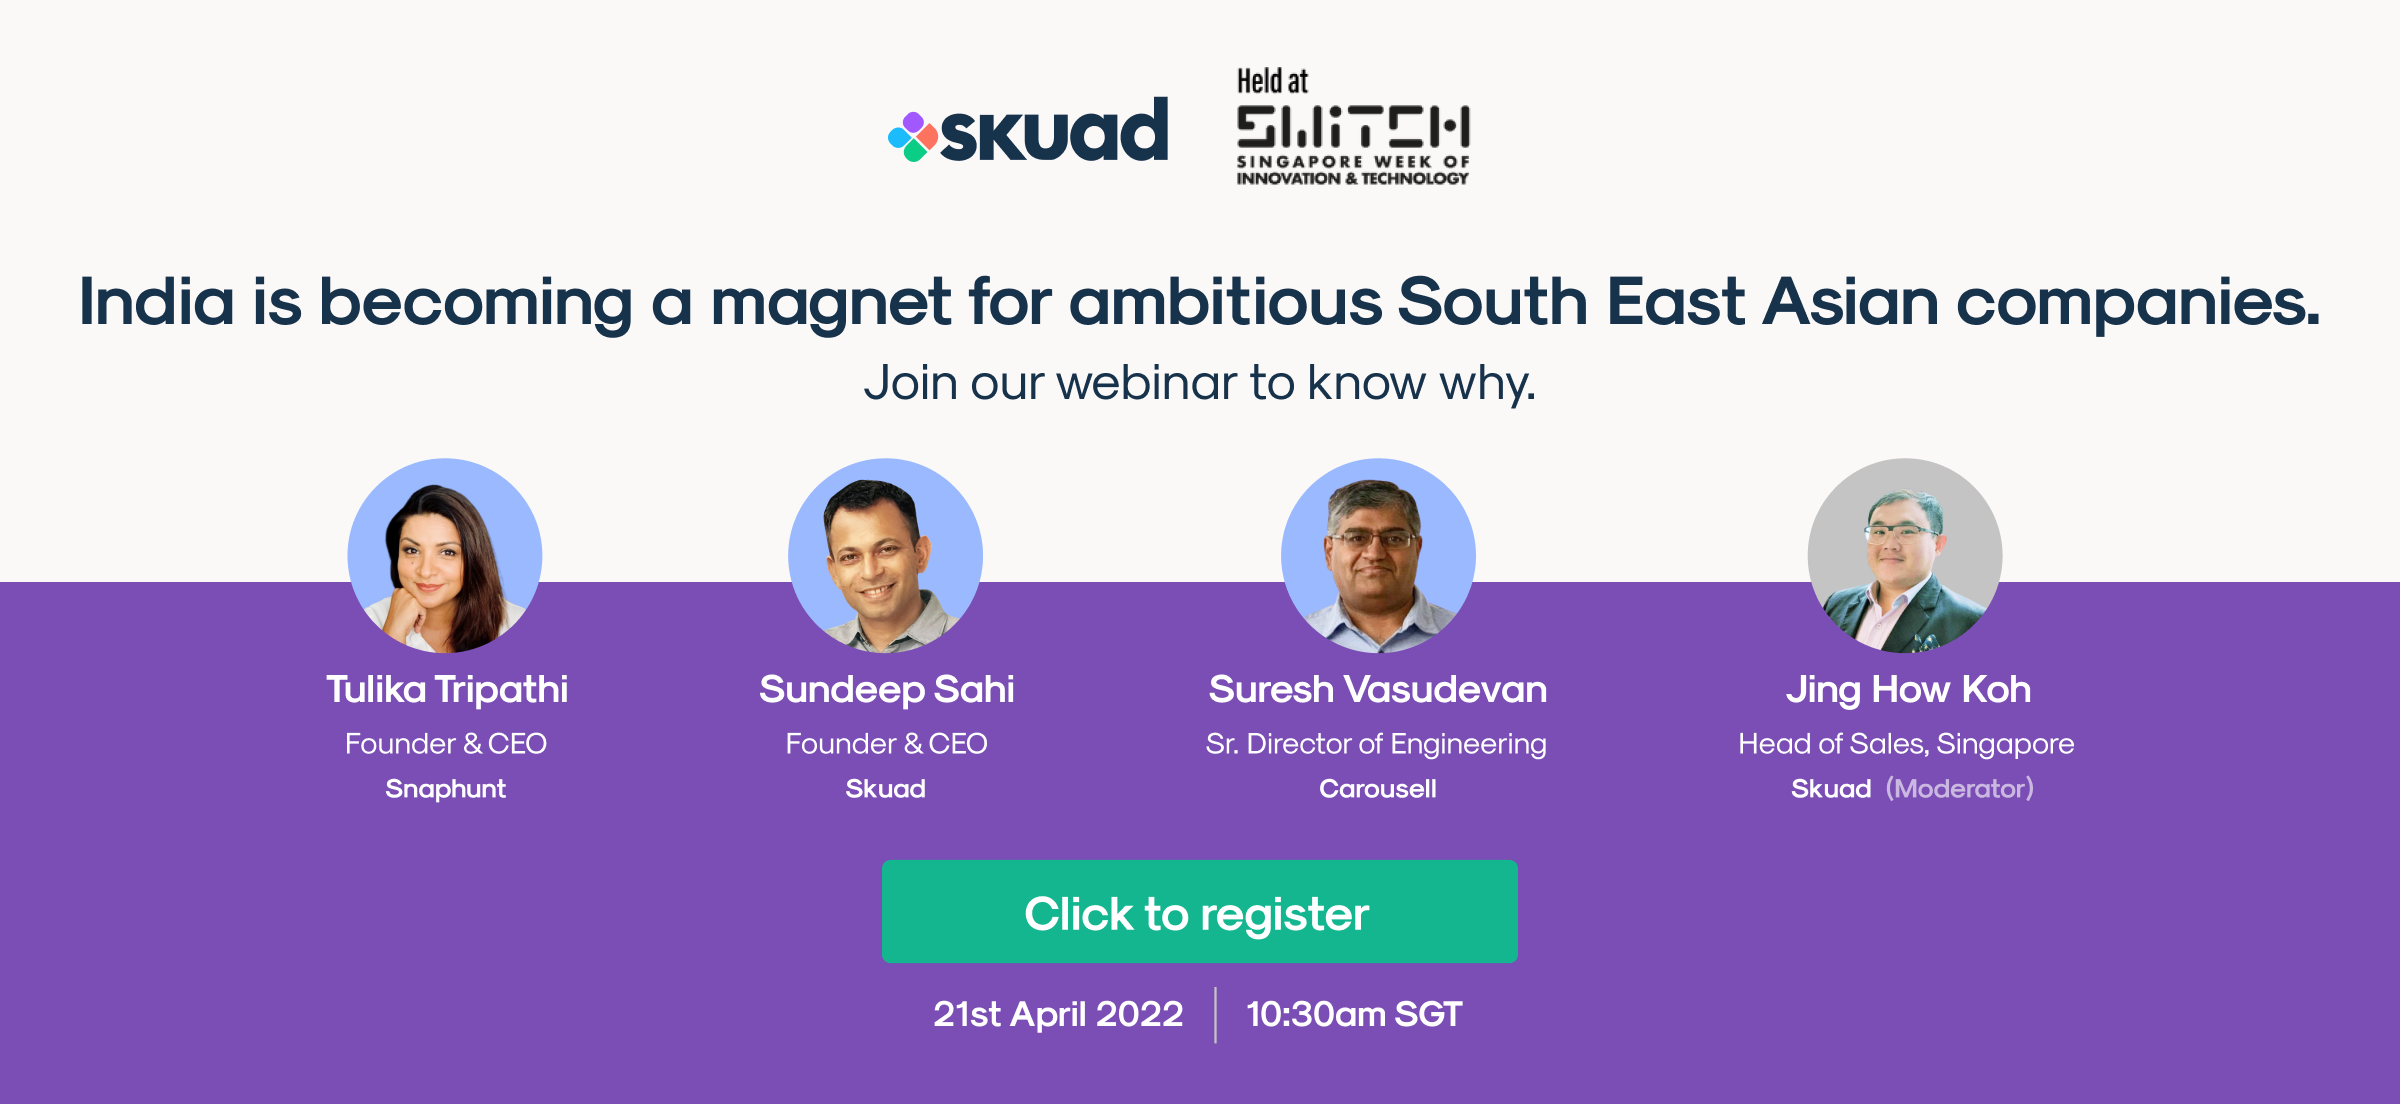 skuad
Held at
SWITCH
SINGAPORE WEEK OF
INNOVATION & TECHNOLOGY
India is becoming a magnet for ambitious South East Asian companies.
Join our webinar to know why.
Tulika Tripathi
Founder & CEO
Snaphunt
Sundeep Sahi
Founder & CEO
Skuad
Suresh Vasudevan
Sr. Director of Engineering
Carousell
Jing How Koh
Head of Sales, Singapore
Skuad (Moderator)
Click to register
21st April 2022 | 10:30am SGT